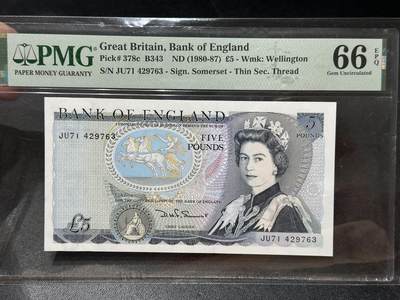 PMG
PAPER MONEY GUARANTY
Great Britain, Bank of England
Pick# 378c B343 ND (1980-87) £5 - Wmk: Wellington
S/N JU71 429763 - Sign. Somerset - Thin Sec. Thread
66 EPQ
Gem Uncirculated
BANK OF ENGLAND
JU71 429763
FIVE
POUNDS
5
POUNDS
£5
JU71 429763